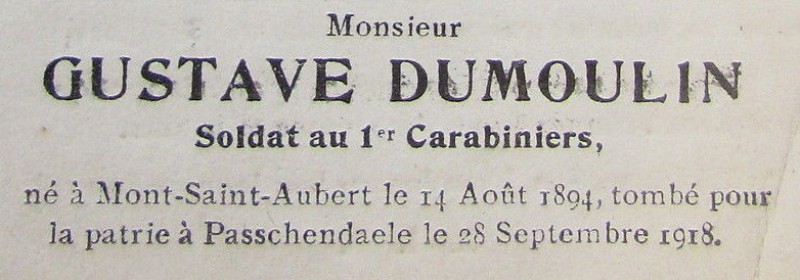 Monsieur
GUSTAVE DUMOULIN
Soldat au 1er Carabiniers,
né à Mont-Saint-Aubert le 14 Août 1894, tombé pour
la patrie à Passchendaele le 28 Septembre 1918.